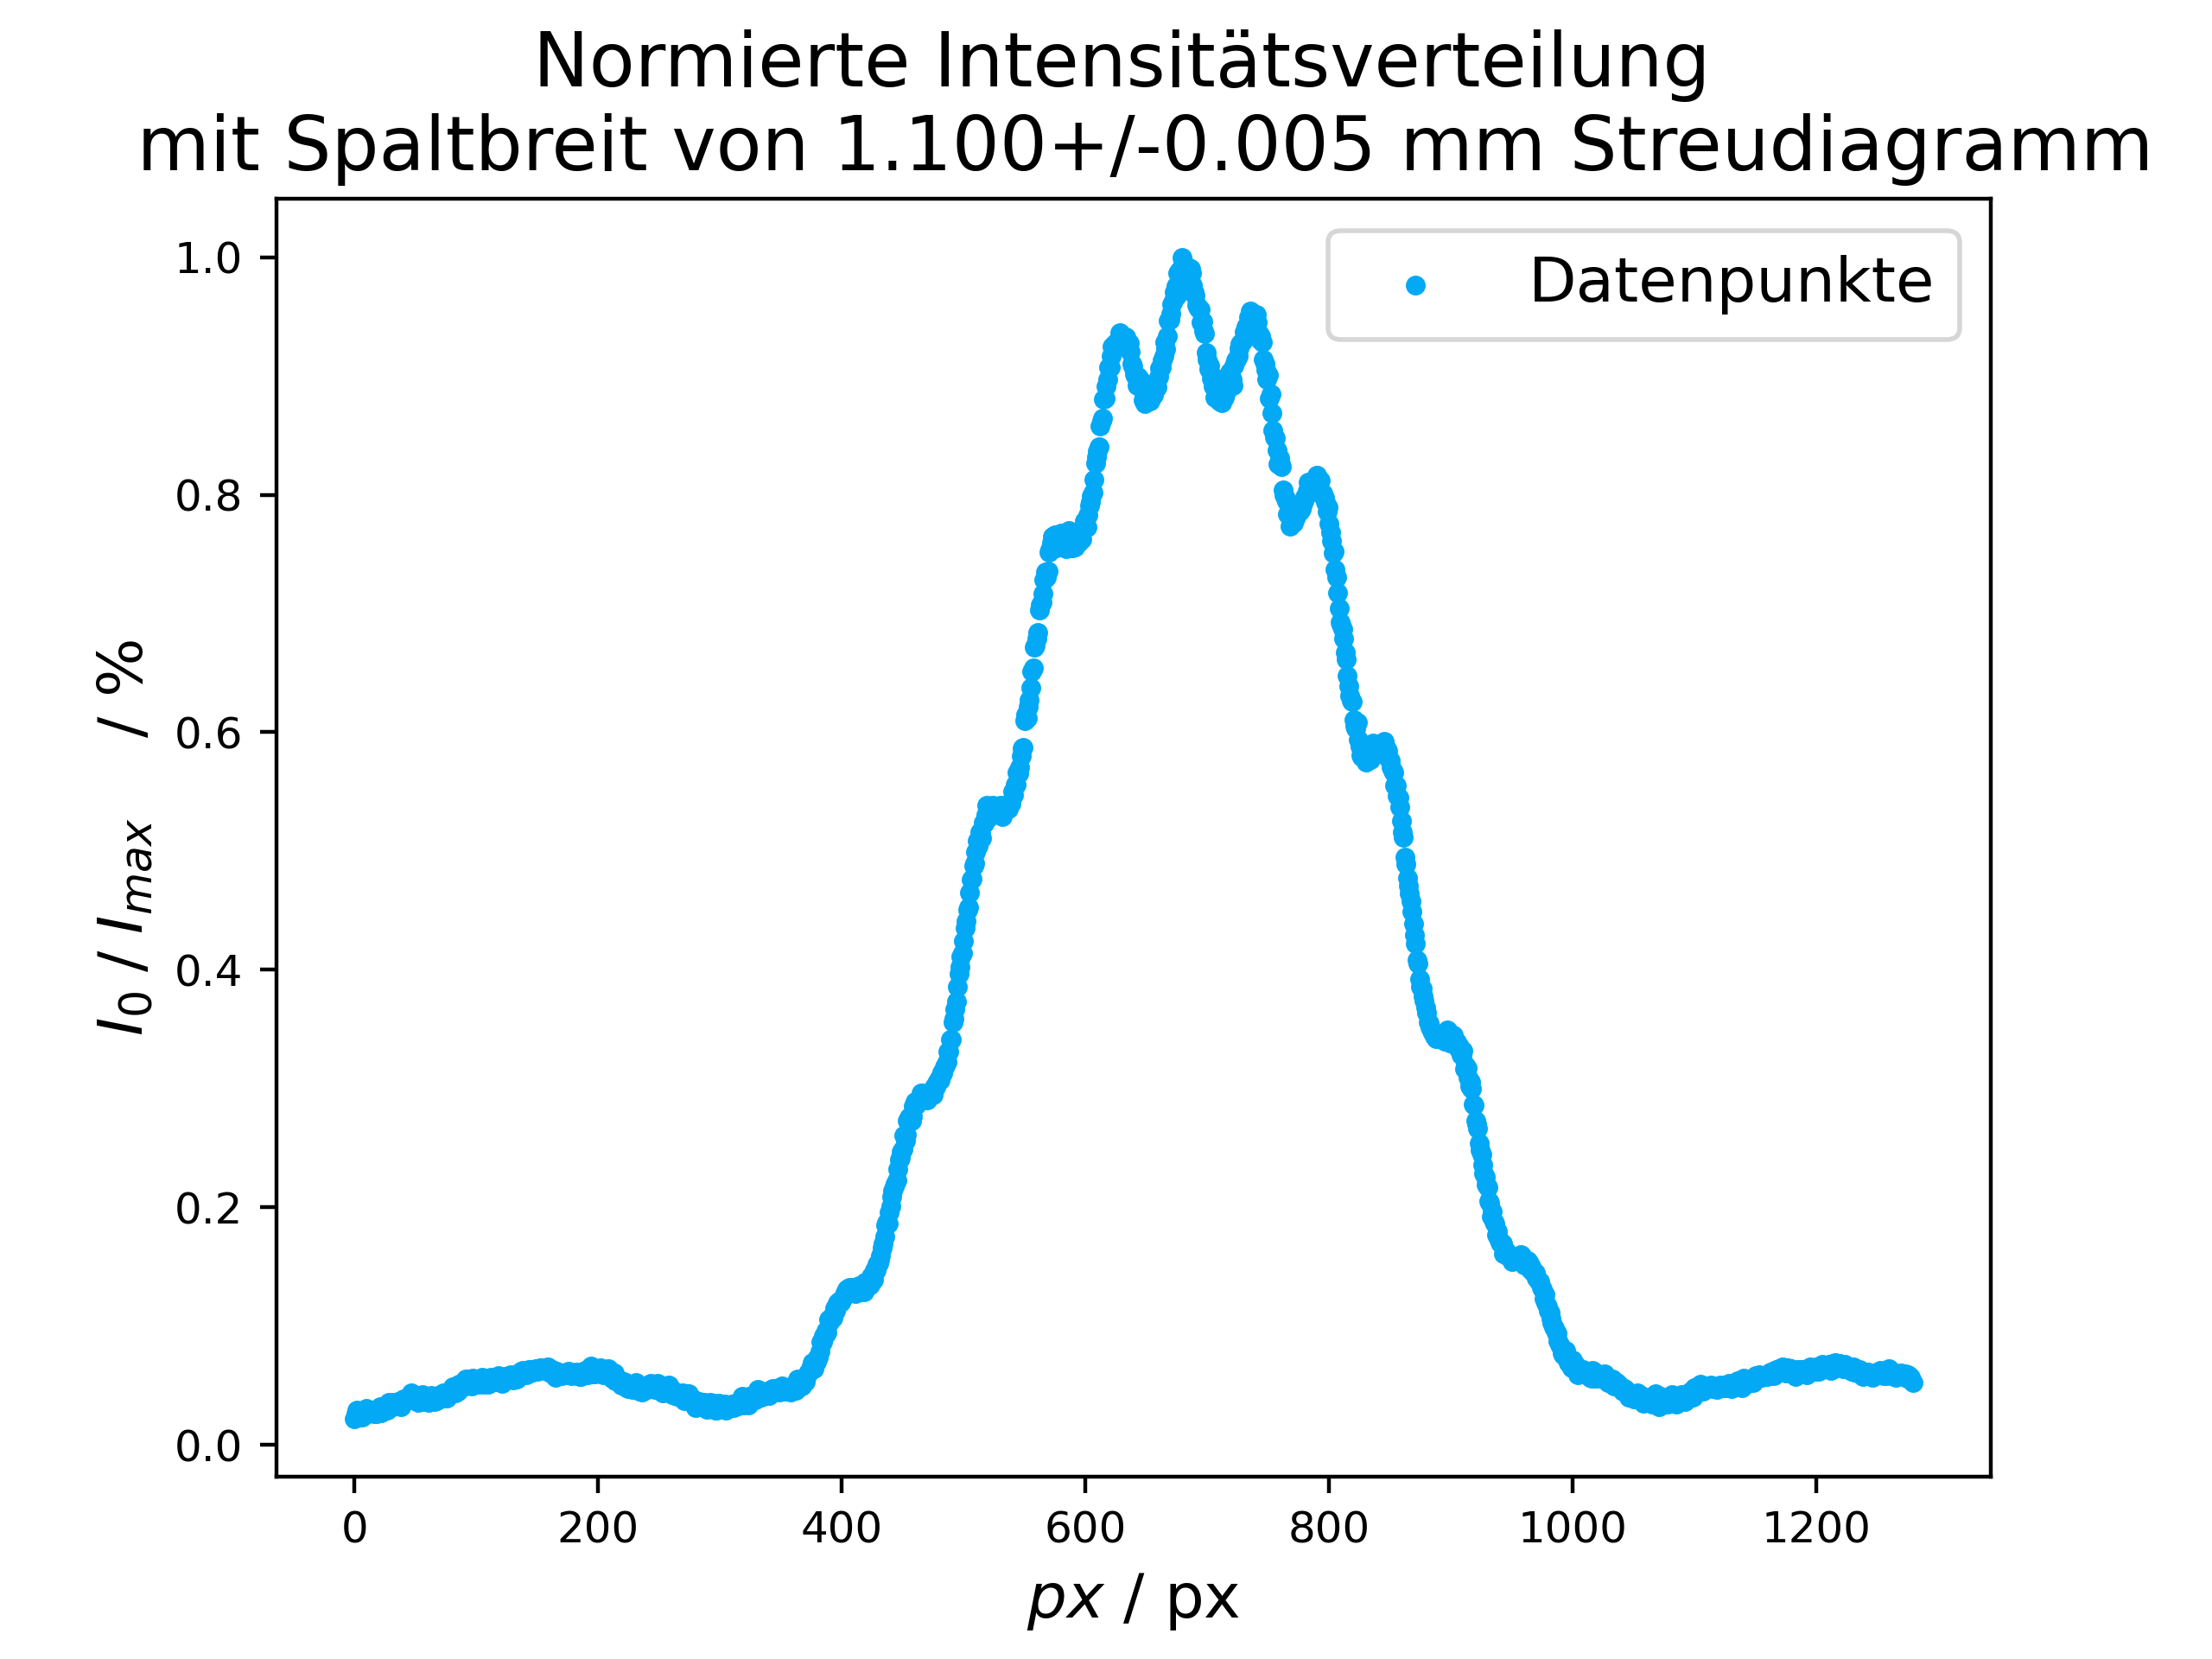 Normierte Intensitätsverteilung
mit Spaltbreit von 1.100+/-0.005 mm Streudiagramm
Datenpunkte
1.0
0.8
0.6
0.4
0.2
0.0
I₀ / Iₘₐₓ / %
0 200 400 600 800 1000 1200
px / px